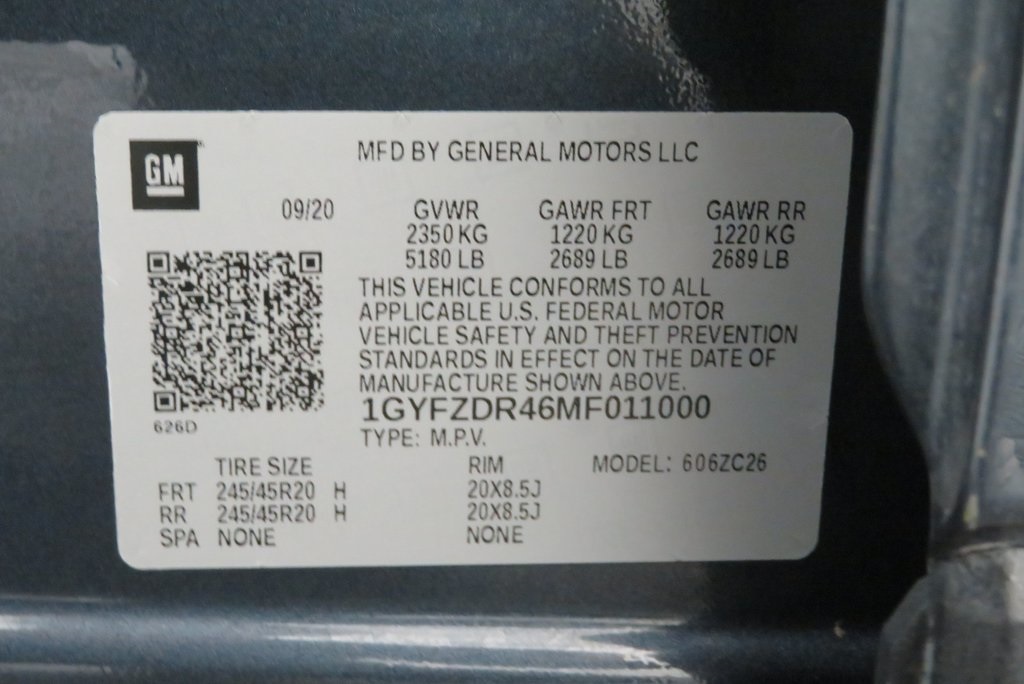 GM
MFD BY GENERAL MOTORS LLC
09/20 GVWR GAWR FRT GAWR RR
2350 KG 1220 KG 1220 KG
5180 LB 2689 LB 2689 LB
THIS VEHICLE CONFORMS TO ALL
APPLICABLE U.S. FEDERAL MOTOR
VEHICLE SAFETY AND THEFT PREVENTION
STANDARDS IN EFFECT ON THE DATE OF
MANUFACTURE SHOWN ABOVE.
1GYFZDR46MF011000
626D
TYPE: M.P.V.
TIRE SIZE RIM MODEL: 606ZC26
FRT 245/45R20 H 20X8.5J
RR 245/45R20 H 20X8.5J
SPA NONE NONE